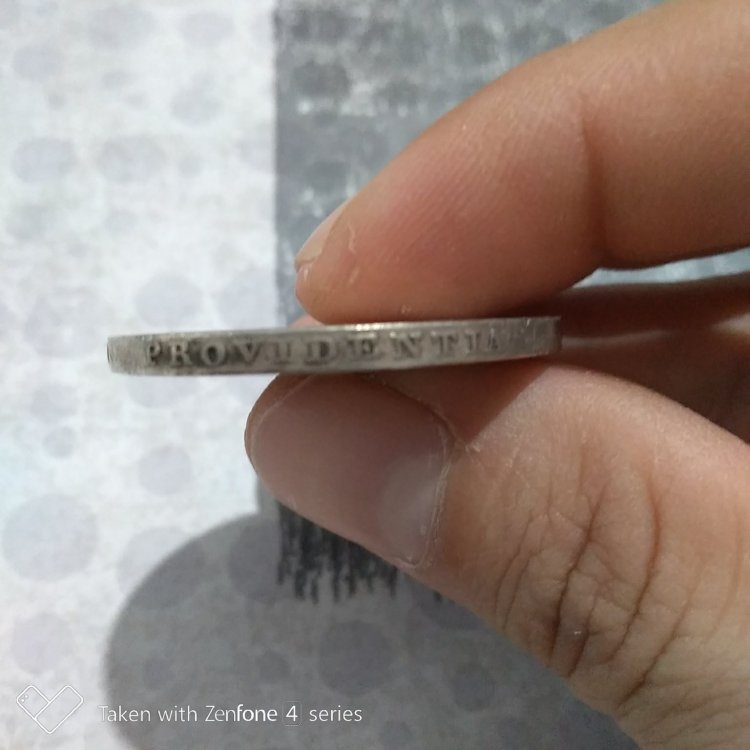 PROVIDENTIA
Taken with Zenfone 4 series